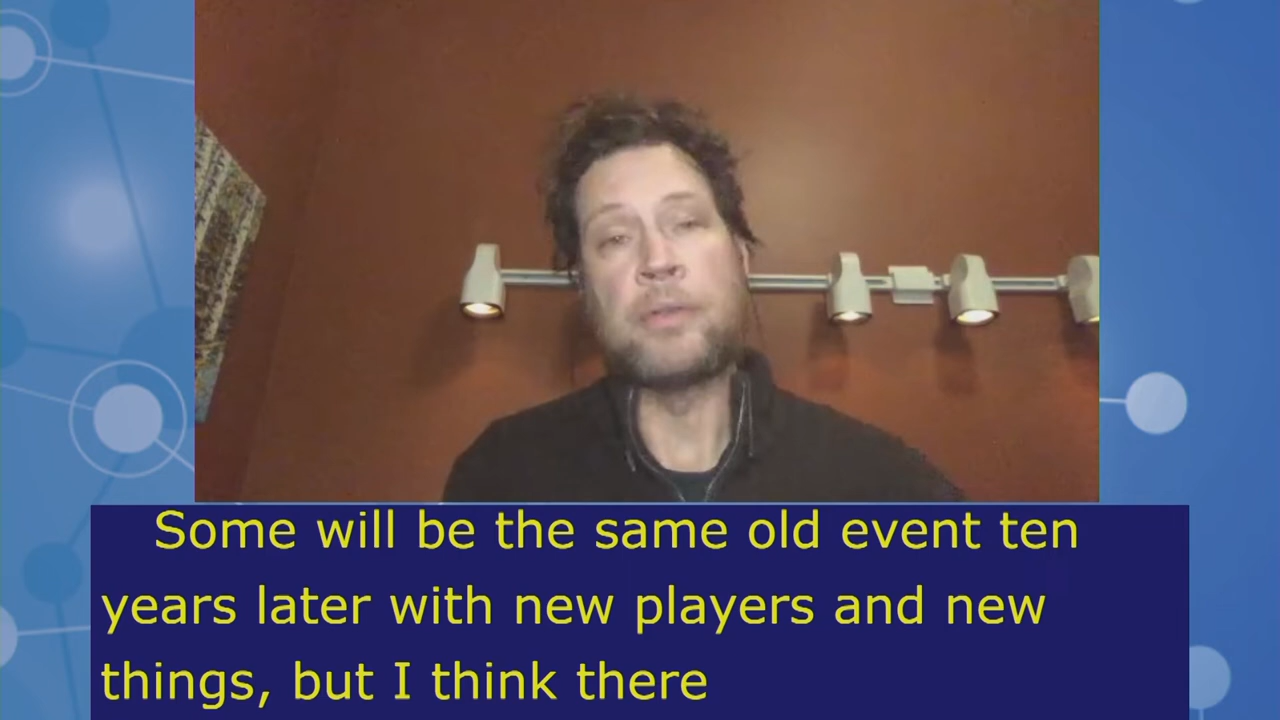 Some will be the same old event ten
years later with new players and new
things, but I think there